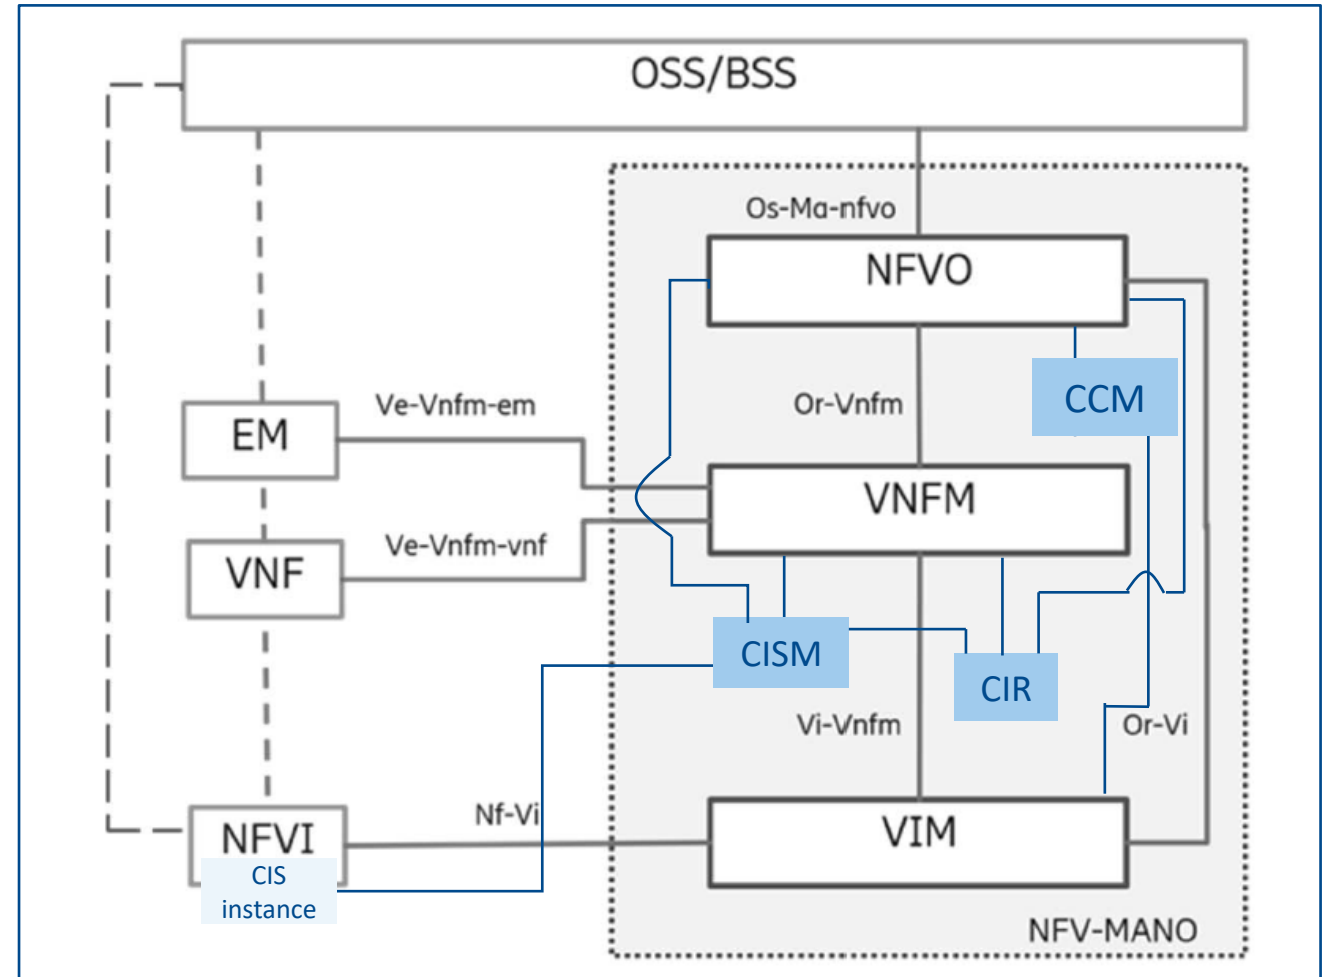 OSS/BSS
Os-Ma-nfvo
NFVO
CCM
Ve-Vnfm-em
Or-Vnfm
EM
VNFM
Ve-Vnfm-vnf
VNF
CISM
CIR
Vi-Vnfm
Or-Vi
Nf-Vi
NFVI
VIM
CIS
instance
NFV-MANO